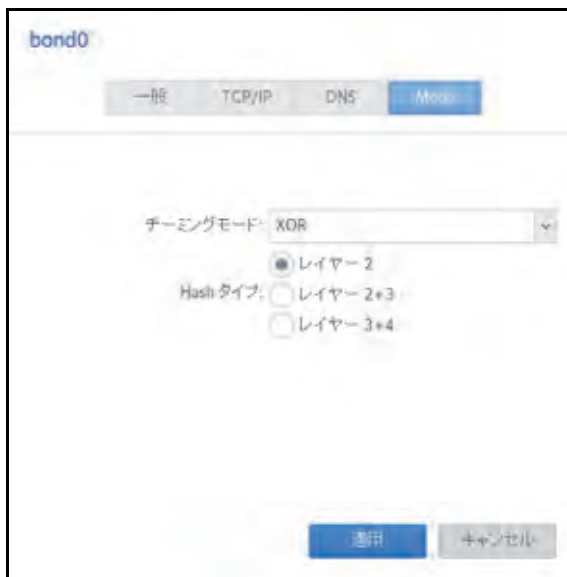 bond0
一般 TCP/IP DNS Mode
チーミングモード: XOR
レイヤー 2
Hash タイプ: レイヤー 2+3
レイヤー 3+4
適用 キャンセル